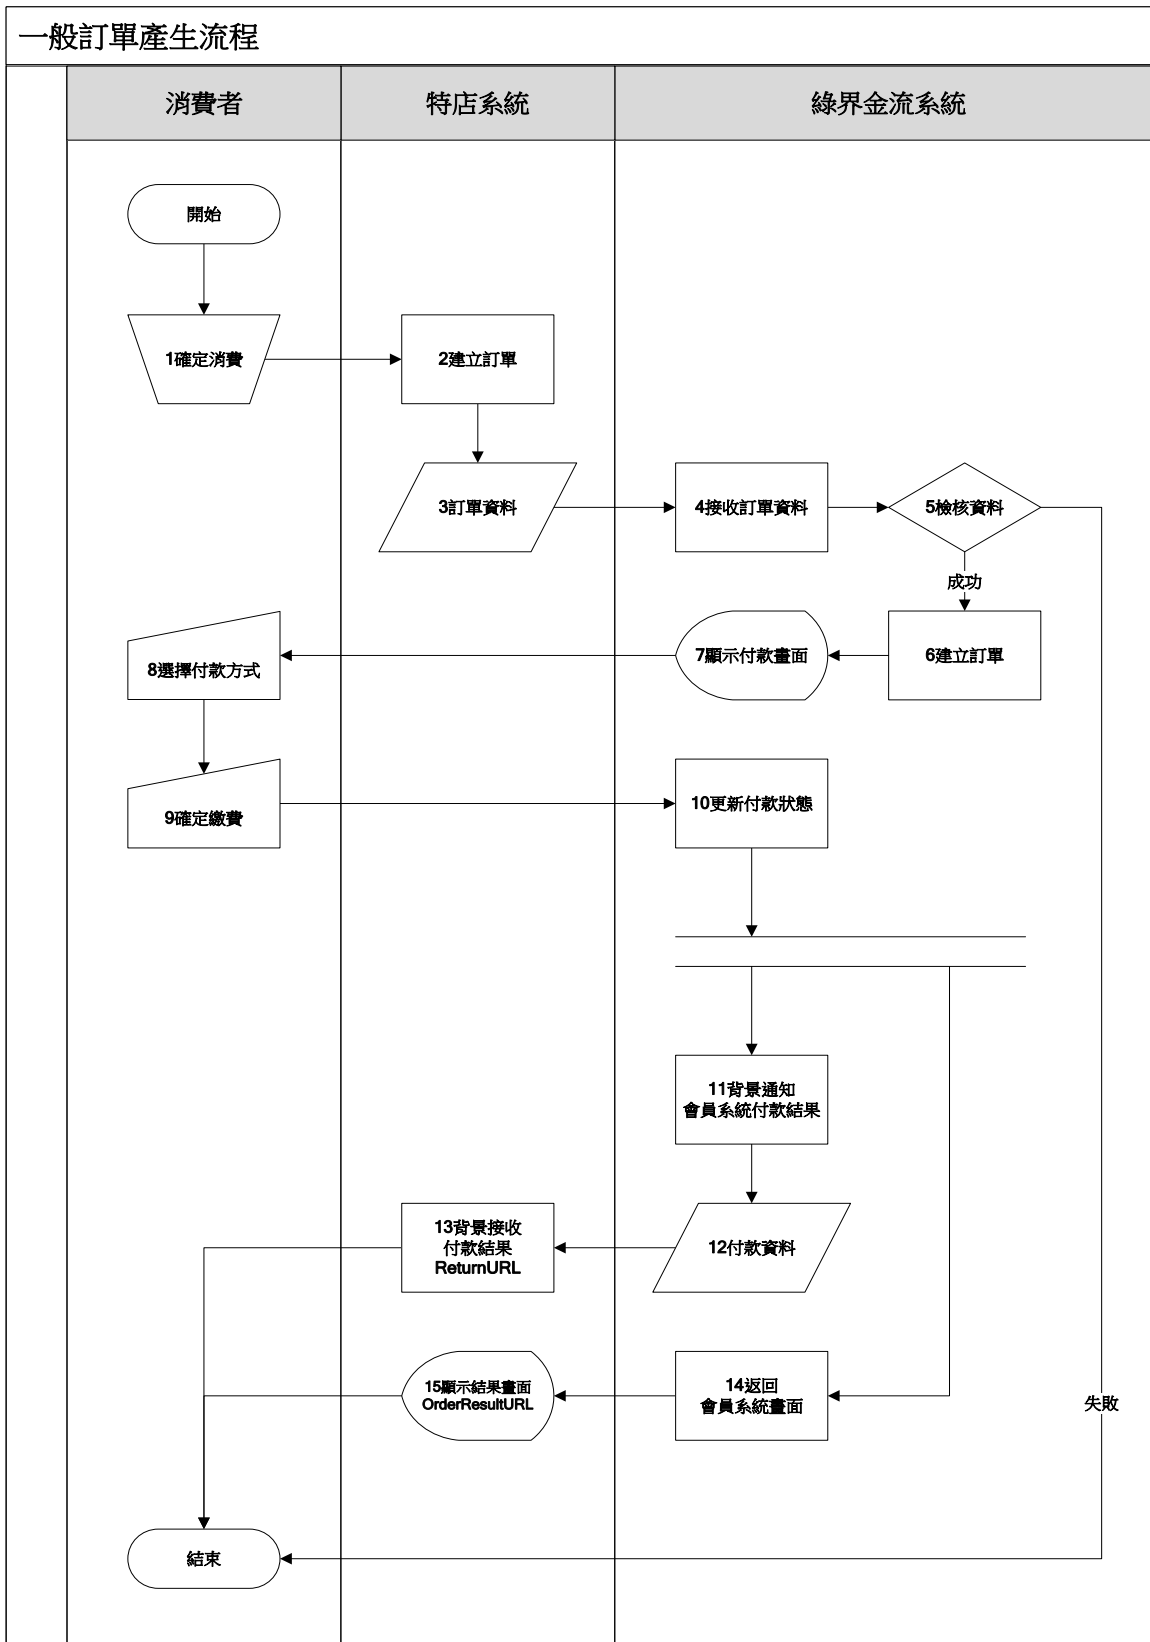 一般訂單產生流程
消費者
特店系統
綠界金流系統
開始
1確定消費
2建立訂單
3訂單資料
4接收訂單資料
5檢核資料
成功
6建立訂單
7顯示付款畫面
8選擇付款方式
9確定繳費
10更新付款狀態
11背景通知
會員系統付款結果
12付款資料
13背景接收
付款結果
ReturnURL
14返回
會員系統畫面
15顯示結果畫面
OrderResultURL
失敗
結束